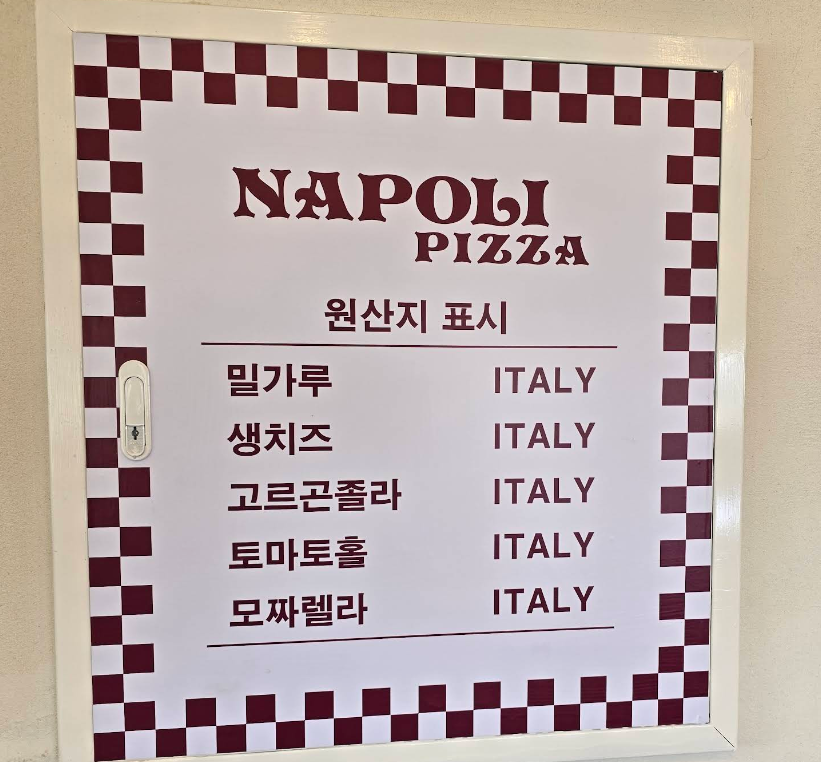 NAPOLI
PIZZA
원산지 표시
밀가루 ITALY
생치즈 ITALY
고르곤졸라 ITALY
토마토홀 ITALY
모짜렐라 ITALY